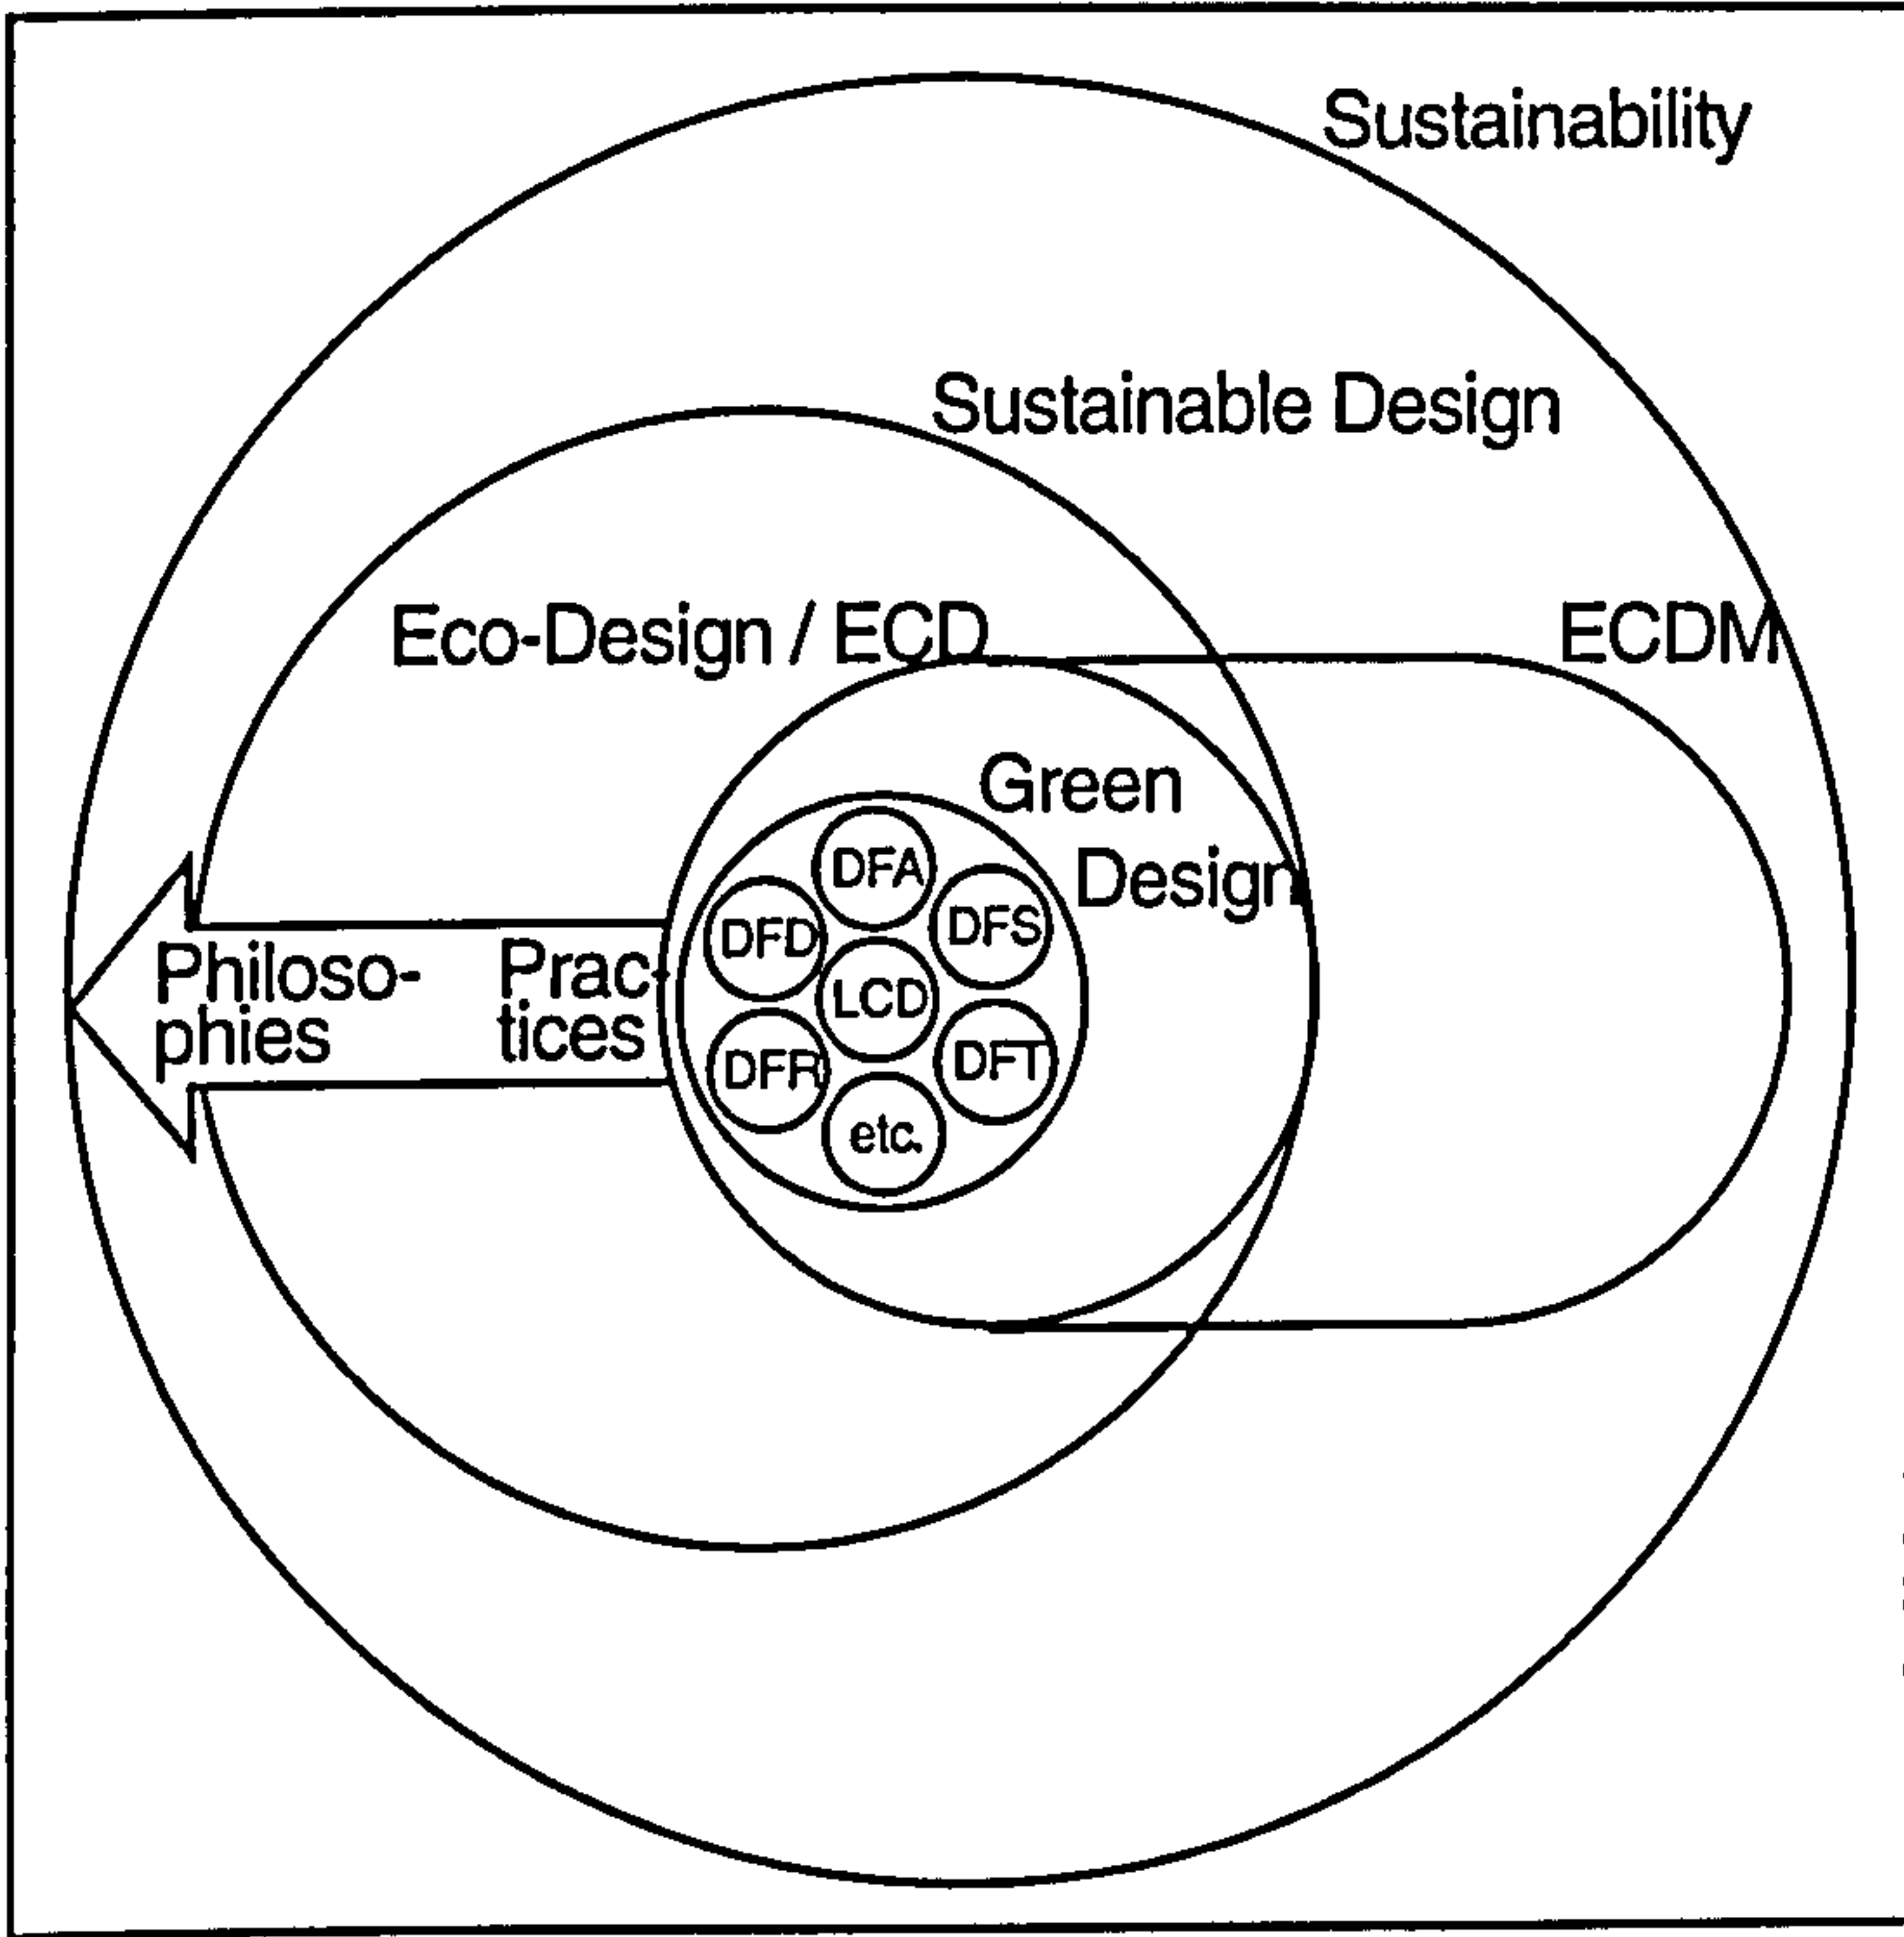 Sustainability
Sustainable Design
Eco-Design / ECD
ECDM
Green
Design
DFA
DFD
DFS
LCD
DFR
DFT
etc.
Philoso-
phies
Prac-
tices